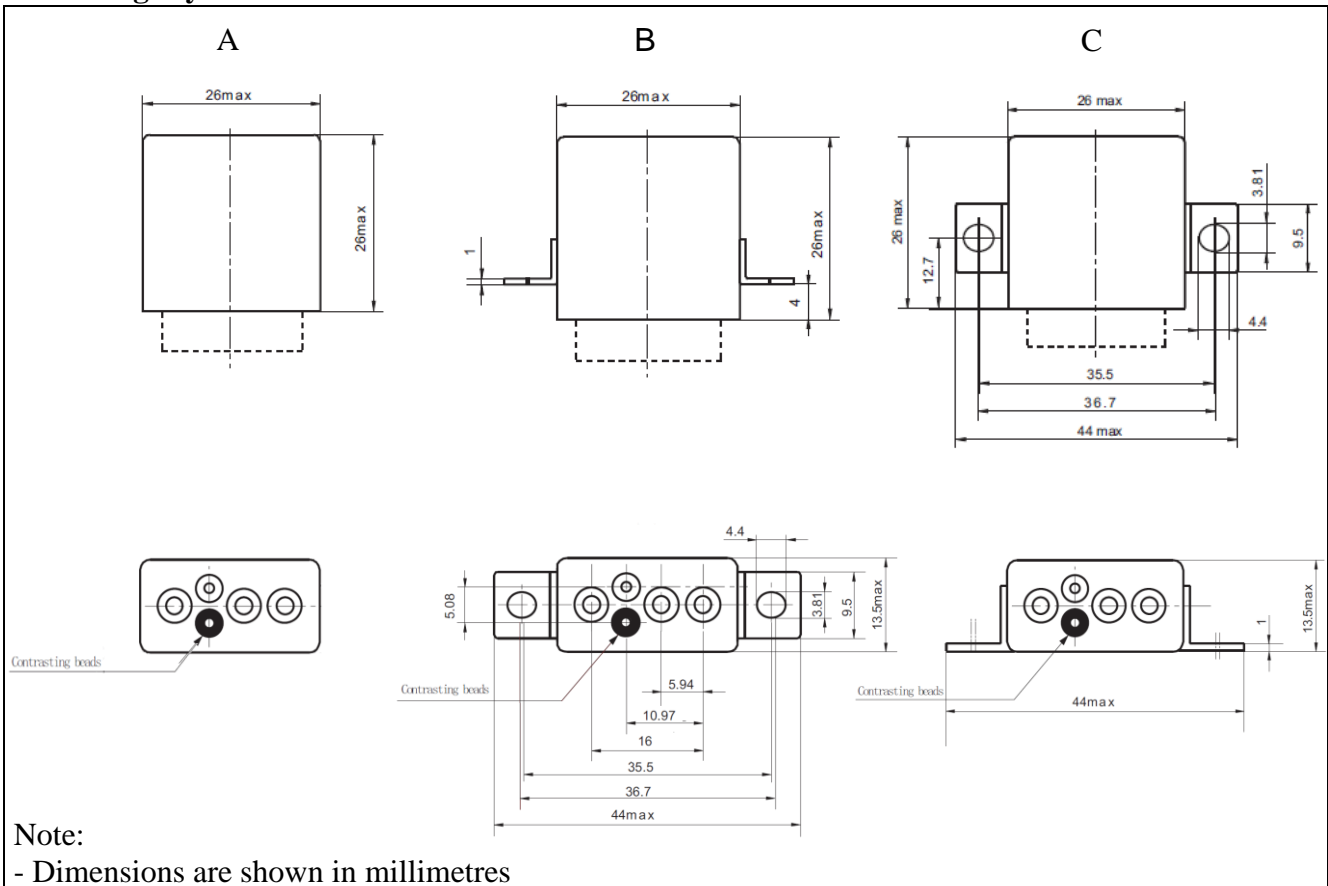 A B C
26max 26max 26 max
26max
1
26max
4
26 max
12.7
3.81
9.5
4.4
35.5
36.7
44 max
Contrasting beads
5.08
4.4
3.81
9.5
13.5max
Contrasting beads
5.94
10.97
16
35.5
36.7
44max
1
13.5max
Contrasting beads
44max
Note:
- Dimensions are shown in millimetres